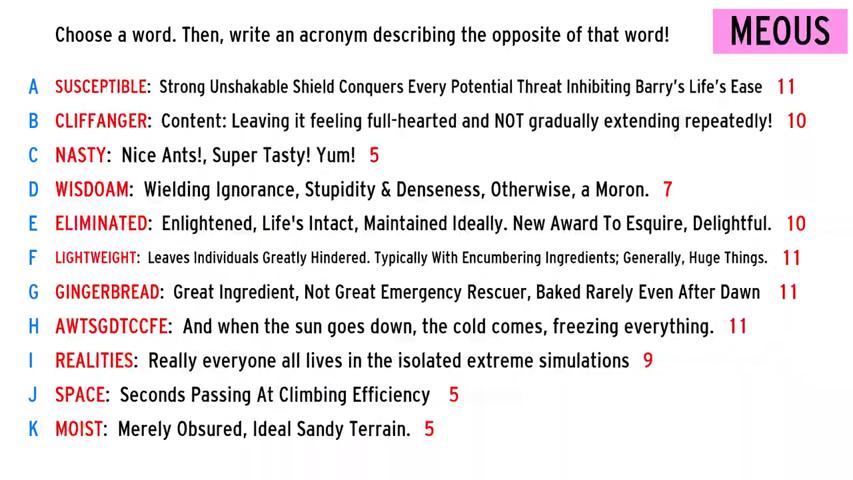 Choose a word. Then, write an acronym describing the opposite of that word!
MEOUS
A SUSCEPTIBLE: Strong Unshakable Shield Conquers Every Potential Threat Inhibiting Barry's Life's Ease 11
B CLIFFANGER: Content: Leaving it feeling full-hearted and NOT gradually extending repeatedly! 10
C NASTY: Nice Ants!, Super Tasty! Yum! 5
D WISDOAM: Wielding Ignorance, Stupidity & Denseness, Otherwise, a Moron. 7
E ELIMINATED: Enlightened, Life's Intact, Maintained Ideally. New Award To Esquire, Delightful. 10
F LIGHTWEIGHT: Leaves Individuals Greatly Hindered. Typically With Encumbering Ingredients; Generally, Huge Things. 11
G GINGERBREAD: Great Ingredient, Not Great Emergency Rescuer, Baked Rarely Even After Dawn 11
H AWTSGDTCCFE: And when the sun goes down, the cold comes, freezing everything. 11
I REALITIES: Really everyone all lives in the isolated extreme simulations 9
J SPACE: Seconds Passing At Climbing Efficiency 5
K MOIST: Merely Obsured, Ideal Sandy Terrain. 5